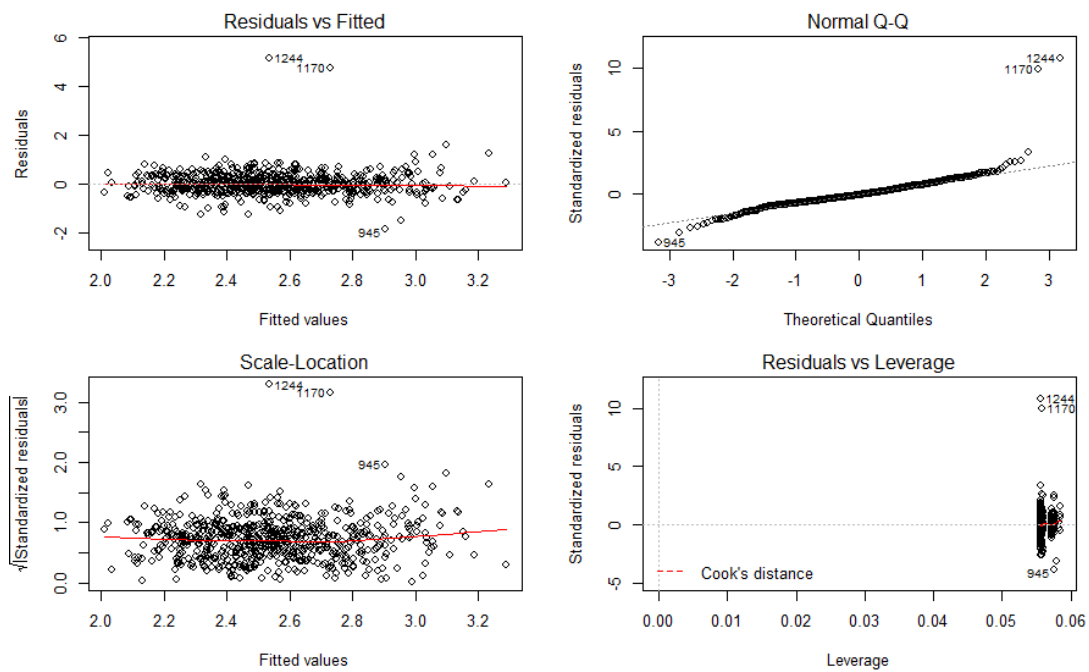 Residuals vs Fitted
6
4
2
0
-2
Residuals
1244
1170
945
2.0 2.2 2.4 2.6 2.8 3.0 3.2
Fitted values
Normal Q-Q
10
5
0
Standardized residuals
1244
1170
945
-3 -2 -1 0 1 2 3
Theoretical Quantiles
Scale-Location
3.0
2.0
1.0
0.0
√|Standardized residuals|
1244
1170
945
2.0 2.2 2.4 2.6 2.8 3.0 3.2
Fitted values
Residuals vs Leverage
10
5
0
-5
Standardized residuals
1244
1170
945
Cook's distance
0.00 0.01 0.02 0.03 0.04 0.05 0.06
Leverage